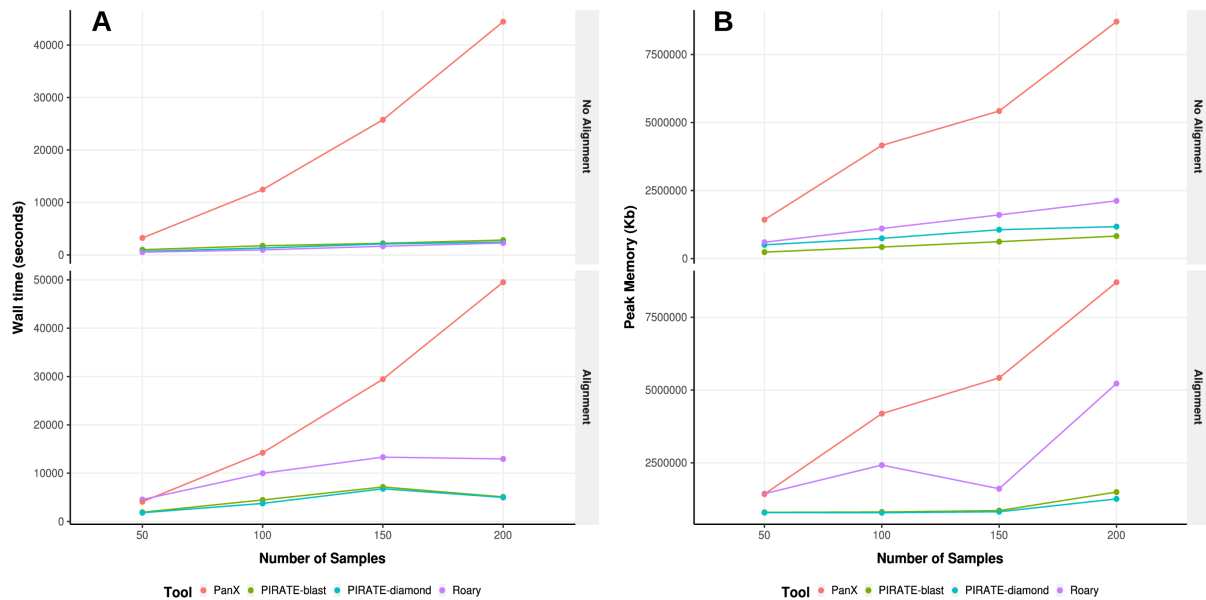 A
Wall time (seconds)
40000
30000
20000
10000
0
No Alignment
50000
40000
30000
20000
10000
0
Alignment
50 100 150 200
Number of Samples
Tool PanX PIRATE-blast PIRATE-diamond Roary
B
Peak Memory (Kb)
7500000
5000000
2500000
0
No Alignment
7500000
5000000
2500000
Alignment
50 100 150 200
Number of Samples
Tool PanX PIRATE-blast PIRATE-diamond Roary